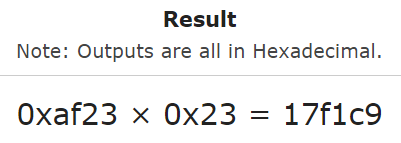 Result
Note: Outputs are all in Hexadecimal.
0xaf23 × 0x23 = 17f1c9